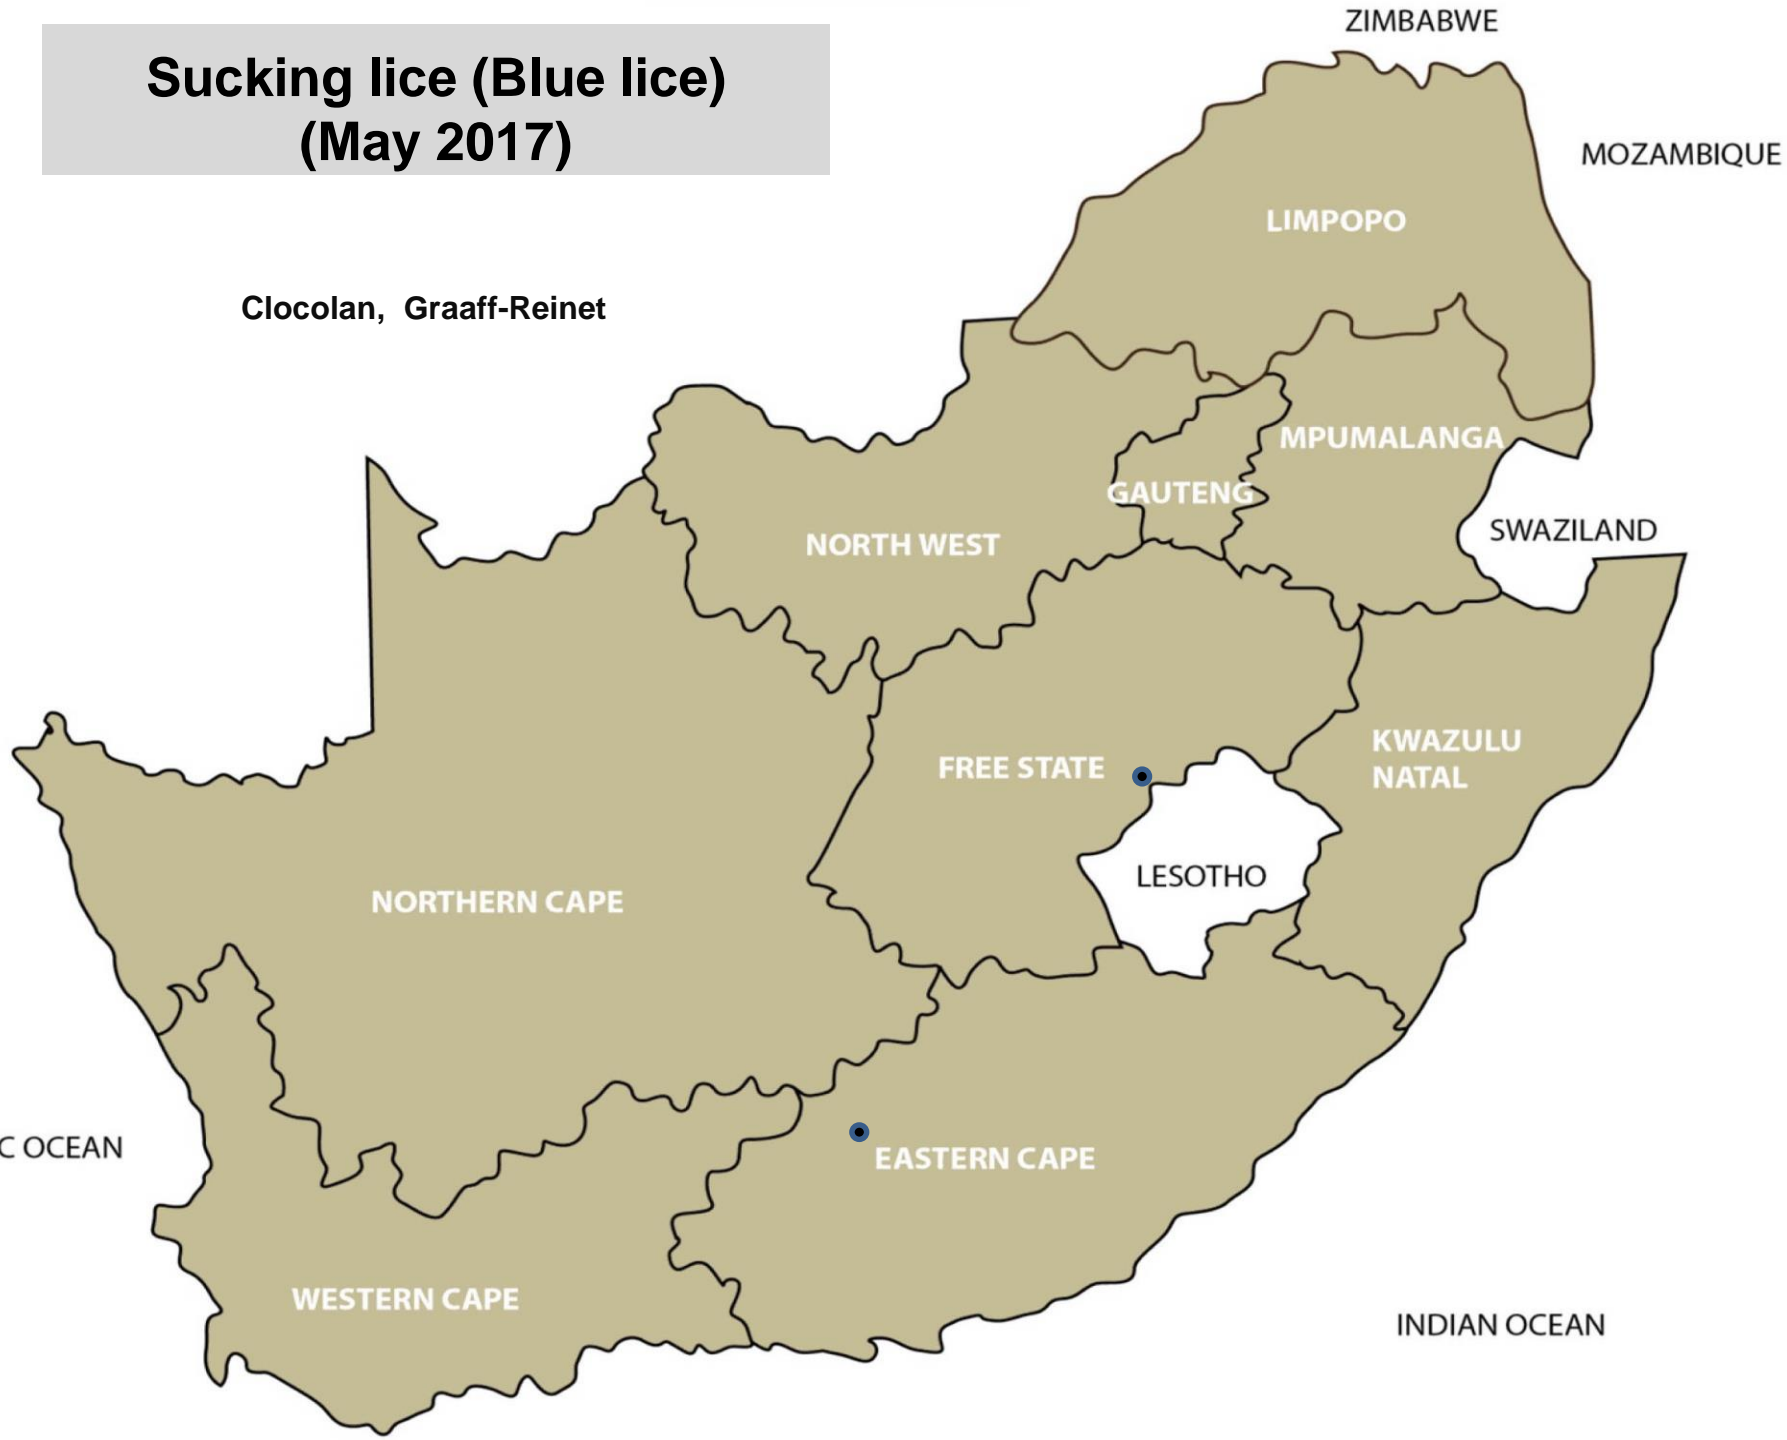 Sucking lice (Blue lice)
(May 2017)
ZIMBABWE
MOZAMBIQUE
LIMPOPO
Clocolan, Graaff-Reinet
MPUMALANGA
GAUTENG
SWAZILAND
NORTH WEST
KWAZULU
NATAL
FREE STATE
LESOTHO
NORTHERN CAPE
C OCEAN
EASTERN CAPE
WESTERN CAPE
INDIAN OCEAN